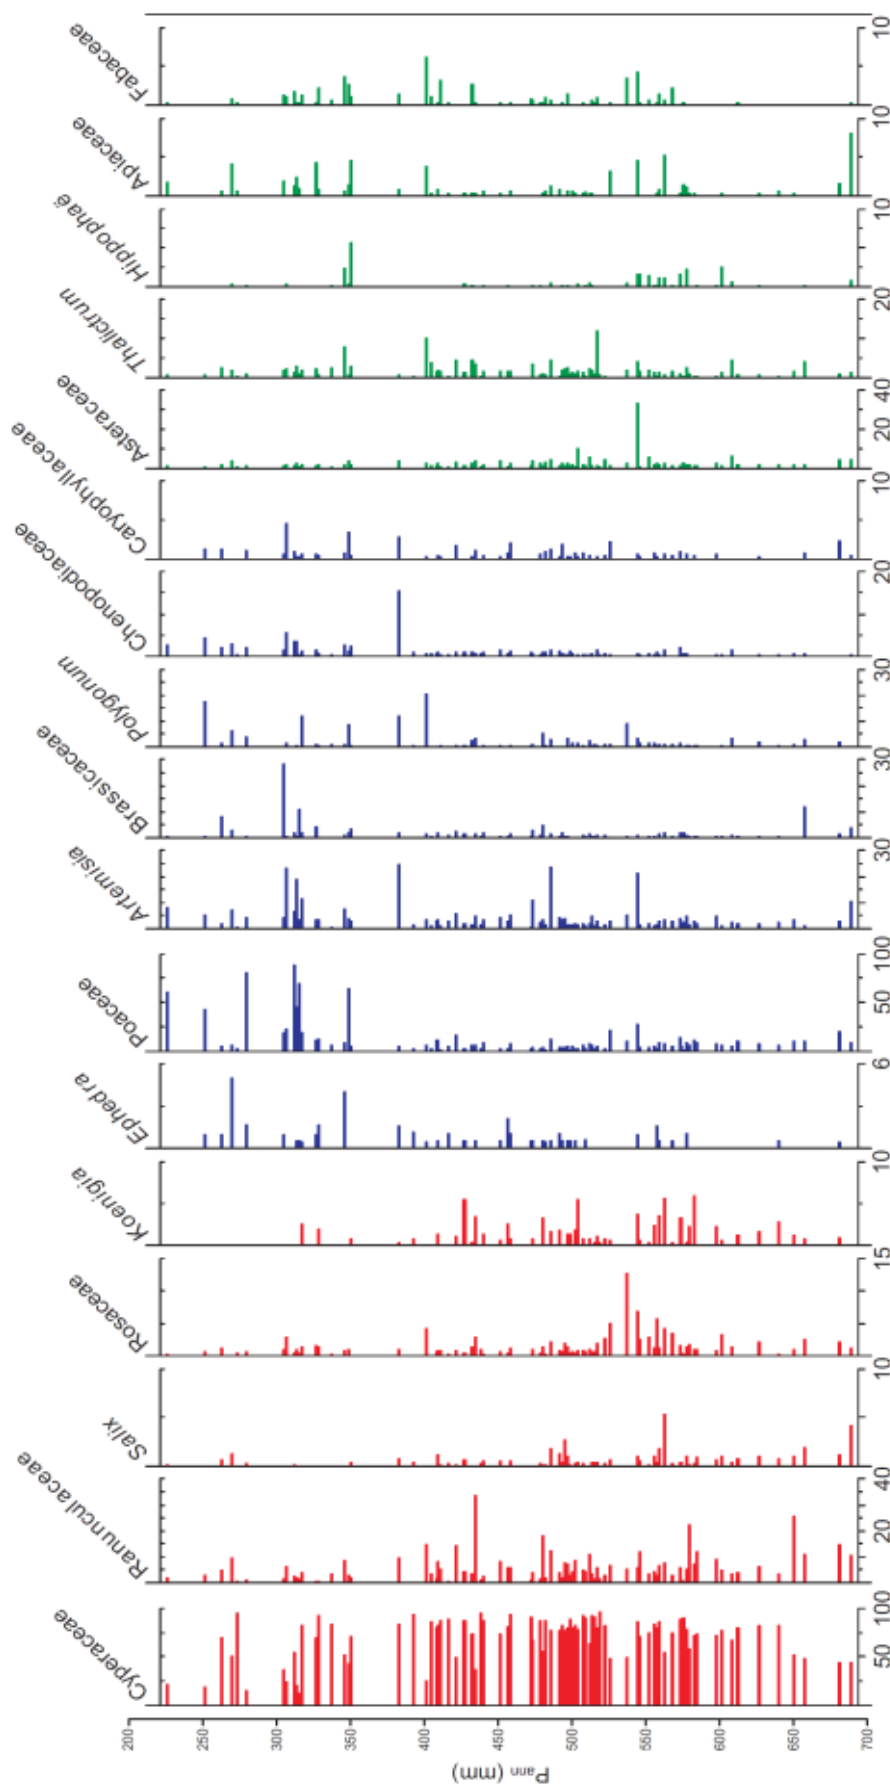 Fabaceae
10
Apiaceae
10
Hippophaë
10
Thalictrum
20
Asteraceae
20
40
Caryophyllaceae
10
Chenopodiaceae
20
Polygonum
30
Brassicaceae
30
Artemisia
30
Poaceae
50
100
Ephedra
6
Koenigia
10
Rosaceae
15
Salix
10
Ranunculaceae
20
40
Cyperaceae
50
100
200
250
300
350
400
450
500
550
600
650
700
Pann (mm)